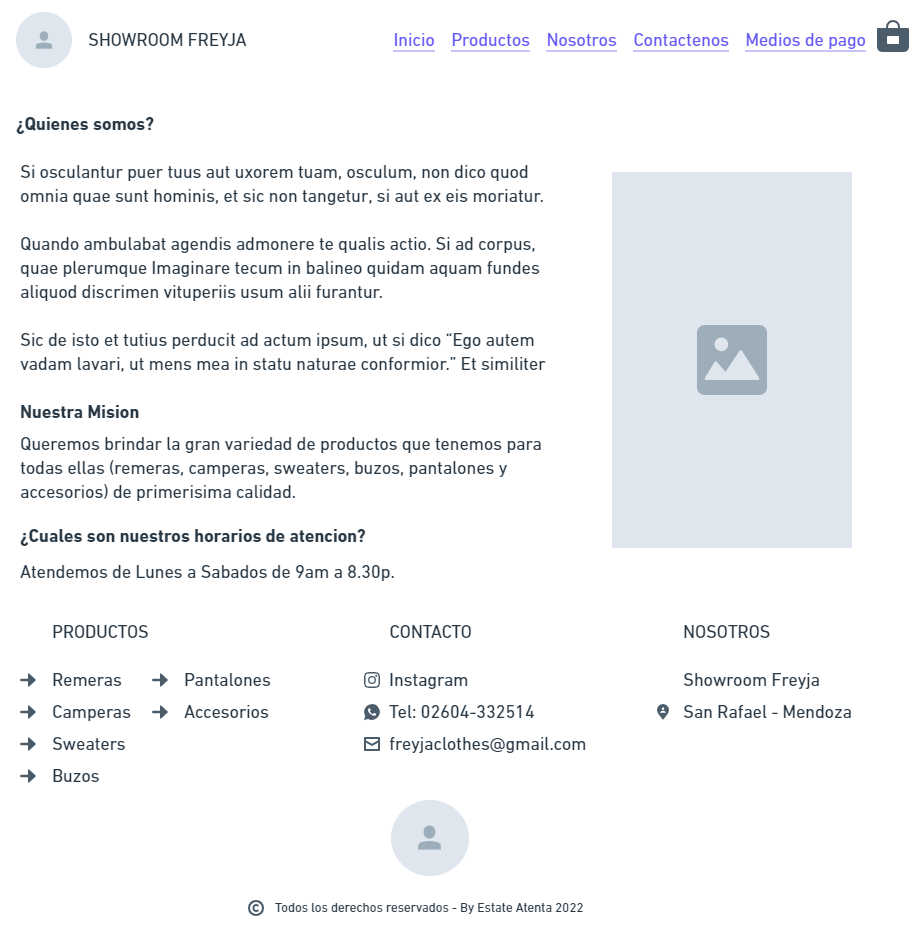 SHOWROOM FREYJA
Inicio Productos Nosotros Contactenos Medios de pago
¿Quienes somos?
Si osculantur puer tuus aut uxorem tuam, osculum, non dico quod
omnia quae sunt hominis, et sic non tangetur, si aut ex eis moriatur.
Quando ambulabat agendis admonere te qualis actio. Si ad corpus,
quae plerumque Imaginare tecum in balineo quidam aquam fundes
aliquod discrimen vituperiis usum alii furantur.
Sic de isto et tutius perducit ad actum ipsum, ut si dico “Ego autem
vadam lavari, ut mens mea in statu naturae conformior.” Et similiter
Nuestra Mision
Queremos brindar la gran variedad de productos que tenemos para
todas ellas (remeras, camperas, sweaters, buzos, pantalones y
accesorios) de primerisima calidad.
¿Cuales son nuestros horarios de atencion?
Atendemos de Lunes a Sabados de 9am a 8.30p.
PRODUCTOS
Remeras
Camperas
Sweaters
Buzos
Pantalones
Accesorios
CONTACTO
Instagram
Tel: 02604-332514
freyjaclothes@gmail.com
NOSOTROS
Showroom Freyja
San Rafael - Mendoza
© Todos los derechos reservados - By Estate Atenta 2022